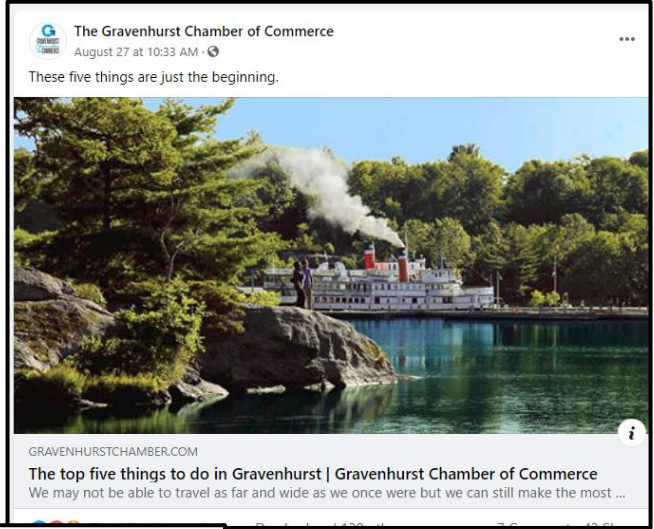 The Gravenhurst Chamber of Commerce
August 27 at 10:33 AM ·
These five things are just the beginning.
GRAVENHURSTCHAMBER.COM
The top five things to do in Gravenhurst | Gravenhurst Chamber of Commerce
We may not be able to travel as far and wide as we once were but we can still make the most ...